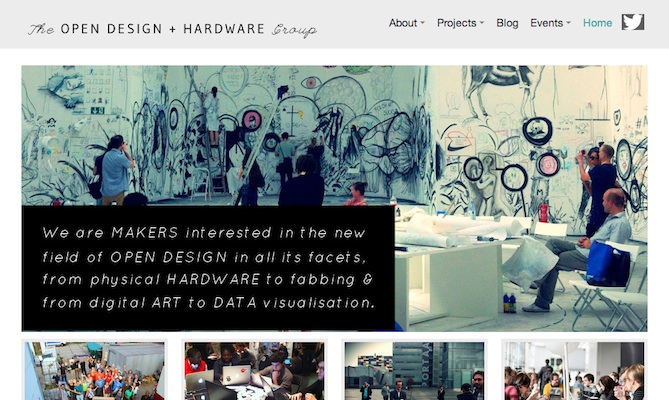 The OPEN DESIGN + HARDWARE Group
About Projects Blog Events Home
We are MAKERS interested in the new
field of OPEN DESIGN in all its facets,
from physical HARDWARE to fabbing &
from digital ART to DATA visualisation.